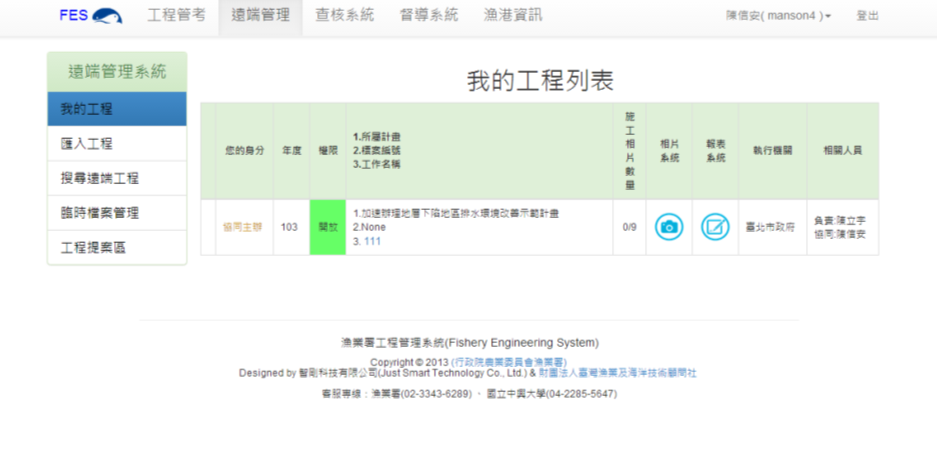 FES 工程管考 遠端管理 查核系統 督導系統 漁港資訊 陳信安( manson4 ) 登出
遠端管理系統
我的工程
匯入工程
搜尋遠端工程
臨時檔案管理
工程提案區
我的工程列表
您的身分 年度 權限 1.所屬計畫 2.標案編號 3.工作名稱 施工相片數量 相片系統 報表系統 執行機關 相關人員
協同主辦 103 開放 1.加速辦理地層下陷地區排水環境改善示範計畫 2.None 3. 111 0/9 臺北市政府 負責:陳立宇 協同:陳信安
漁業署工程管理系統(Fishery Engineering System)
Copyright © 2013 (行政院農業委員會漁業署)
Designed by 智剛科技有限公司(Just Smart Technology Co., Ltd.) & 財團法人臺灣漁業及海洋技術顧問社
客服專線：漁業署(02-3343-6289) 、 國立中興大學(04-2285-5647)